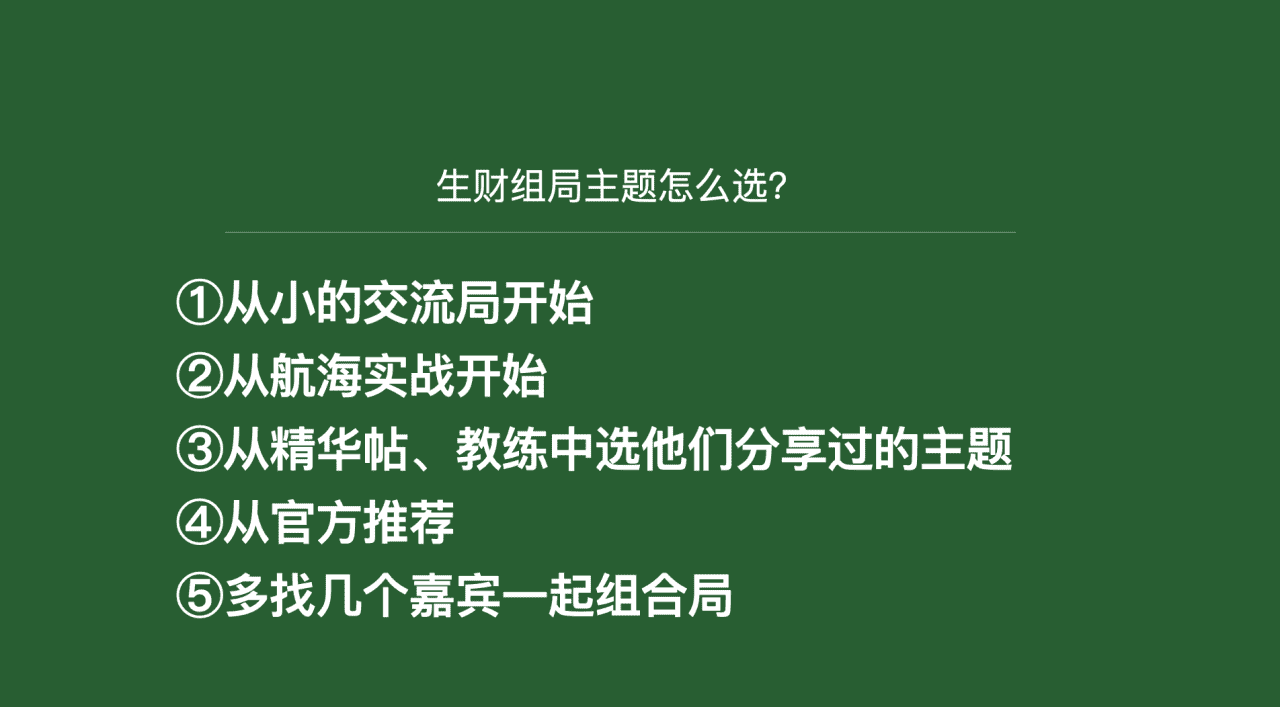 生财组局主题怎么选?
①从小的交流局开始
②从航海实战开始
③从精华帖、教练中选他们分享过的主题
④从官方推荐
⑤多找几个嘉宾一起组合局